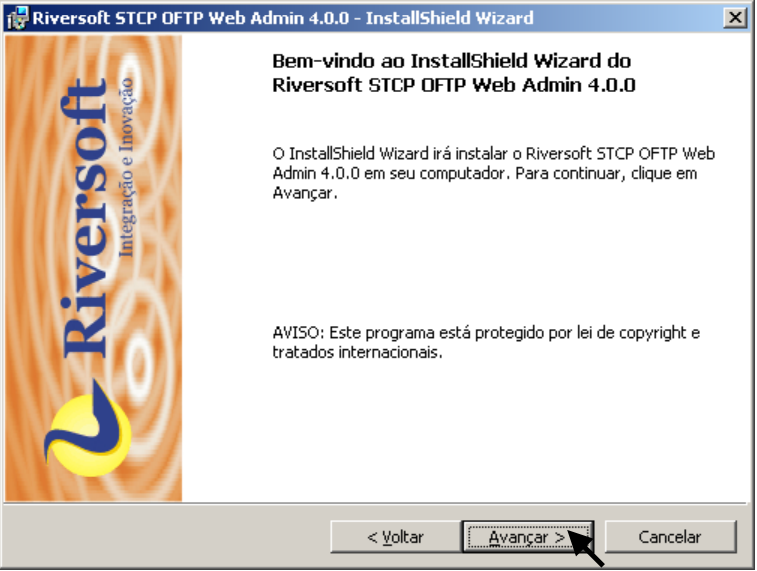 Riversoft STCP OFTP Web Admin 4.0.0 - InstallShield Wizard
Riversoft
Integração e Inovação
Bem-vindo ao InstallShield Wizard do
Riversoft STCP OFTP Web Admin 4.0.0
O InstallShield Wizard irá instalar o Riversoft STCP OFTP Web
Admin 4.0.0 em seu computador. Para continuar, clique em
Avançar.
AVISO: Este programa está protegido por lei de copyright e
tratados internacionais.
< Voltar
Avançar >
Cancelar